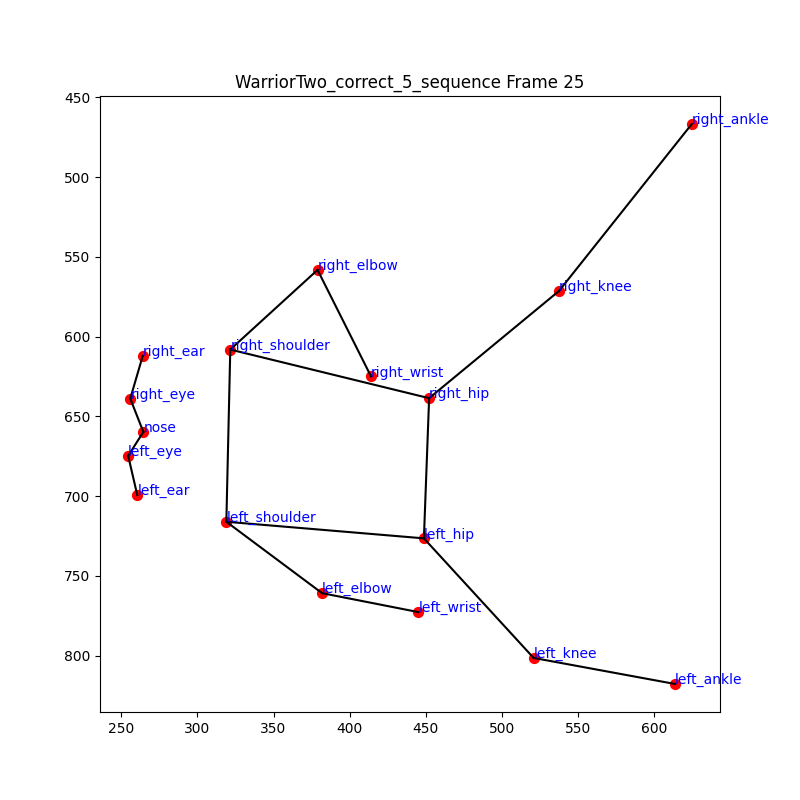 WarriorTwo_correct_5_sequence Frame 25
450
right_ankle
500
550
right_elbow
right_knee
600
right_shoulder
right_ear
right_wrist
right_eye
right_hip
650
nose
left_eye
left_ear
700
left_shoulder
left_hip
750
left_elbow
left_wrist
left_knee
800
left_ankle
250 300 350 400 450 500 550 600